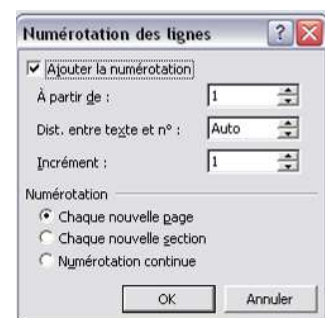 Numérotation des lignes
Ajouter la numérotation
À partir de : 1
Dist. entre texte et n° : Auto
Incrément : 1
Numérotation
Chaque nouvelle page
Chaque nouvelle section
Numérotation continue
OK Annuler